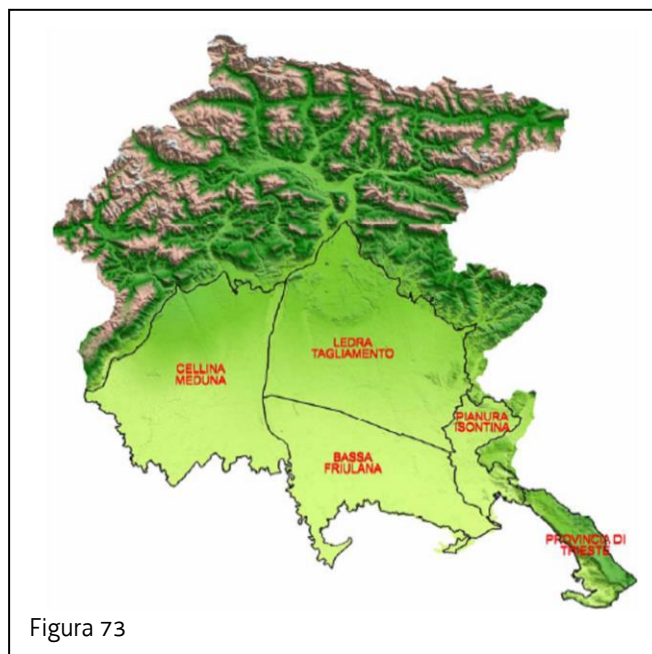 LEDRA
TAGLIAMENTO
CELLINA
MEDUNA
PIANURA
ISONTINA
BASSA
FRIULANA
PROVINCIA DI
TRIESTE
Figura 73